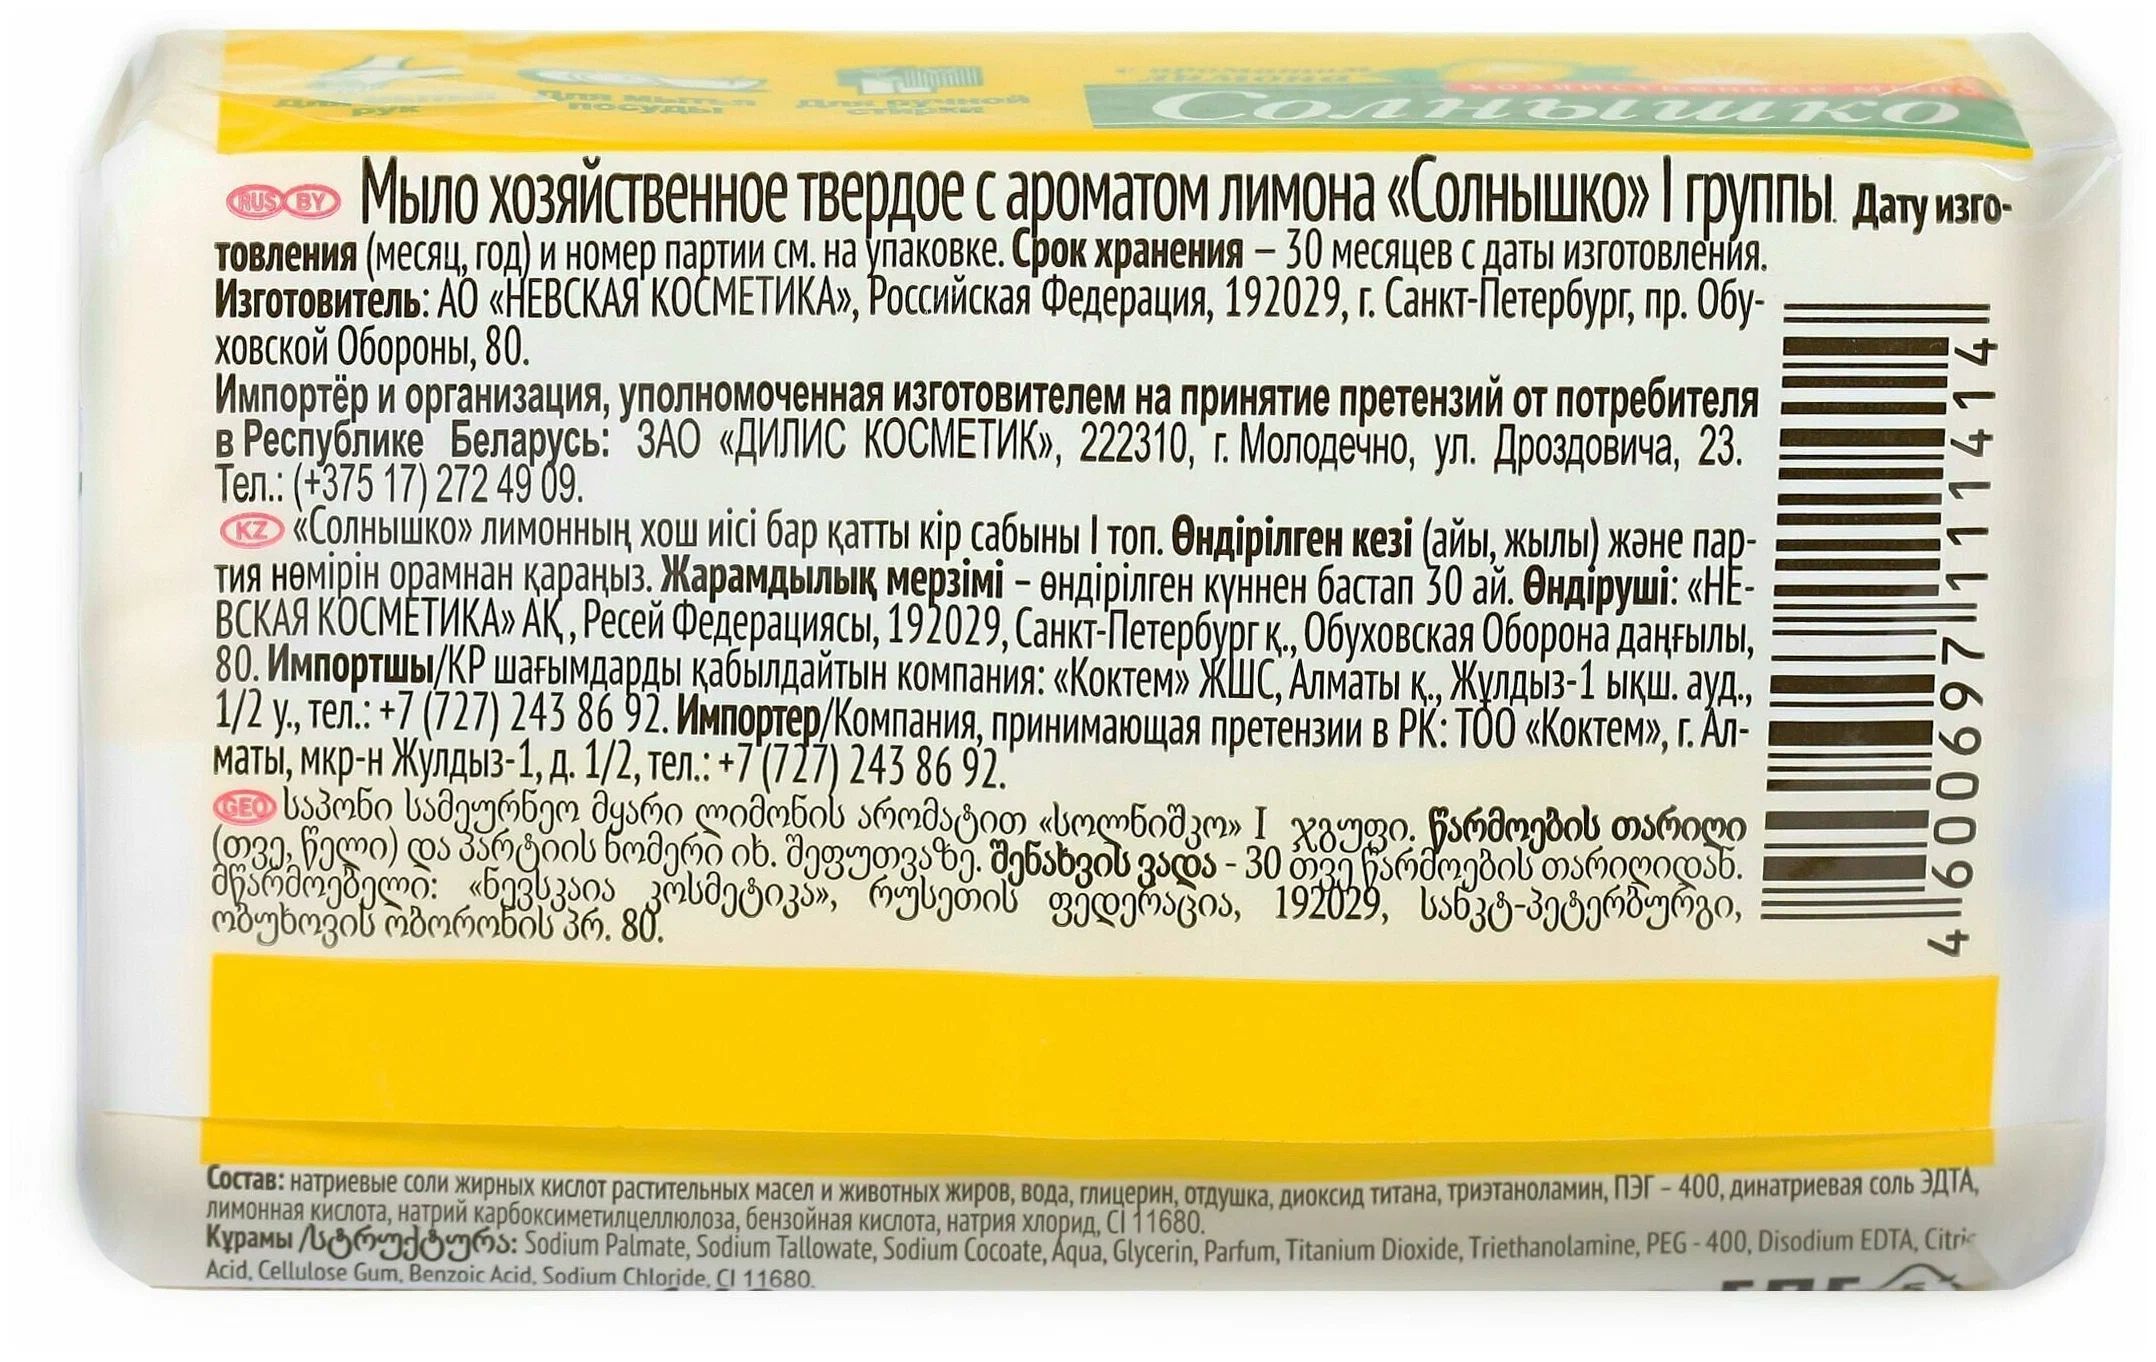 Для мытья посуды
Для ручной стирки
с ароматом лимона
хозяйственное мыло
Солнышко
RUS BY Мыло хозяйственное твердое с ароматом лимона «Солнышко» I группы. Дату изго-
товления (месяц, год) и номер партии см. на упаковке. Срок хранения – 30 месяцев с даты изготовления.
Изготовитель: АО «НЕВСКАЯ КОСМЕТИКА», Российская Федерация, 192029, г. Санкт-Петербург, пр. Обу-
ховской Обороны, 80.
Импортёр и организация, уполномоченная изготовителем на принятие претензий от потребителя
в Республике Беларусь: ЗАО «ДИЛИС КОСМЕТИК», 222310, г. Молодечно, ул. Дроздовича, 23.
Тел.: (+375 17) 272 49 09.
KZ «Солнышко» лимонның хош иісі бар қатты кір сабыны I топ. Өндірілген кезі (айы, жылы) және пар-
тия нөмірін орамнан қараңыз. Жарамдылық мерзімі – өндірілген күннен бастап 30 ай. Өндіруші: «НЕ-
ВСКАЯ КОСМЕТИКА» АҚ, Ресей Федерациясы, 192029, Санкт-Петербург қ., Обуховская Оборона даңғылы,
80. Импортшы/ҚР шағымдарды қабылдайтын компания: «Коктем» ЖШС, Алматы қ., Жұлдыз-1 ықш. ауд.,
1/2 у., тел.: +7 (727) 243 86 92. Импортер/Компания, принимающая претензии в РК: ТОО «Коктем», г. Ал-
маты, мкр-н Жулдыз-1, д. 1/2, тел.: +7 (727) 243 86 92.
GEO საპონი სამეურნეო მყარი ლიმონის არომატით «სოლნიშკო» I ჯგუფი. წარმოების თარიღი
(თვე, წელი) და პარტიის ნომერი იხ. შეფუთვაზე. შენახვის ვადა - 30 თვე წარმოების თარიღიდან.
მწარმოებელი: «ნევსკაია კოსმეტიკა», რუსეთის ფედერაცია, 192029, სანკტ-პეტერბურგი,
ობუხოვის ობორონის პრ. 80.
4 600697 111414
Состав: натриевые соли жирных кислот растительных масел и животных жиров, вода, глицерин, отдушка, диоксид титана, триэтаноламин, ПЭГ – 400, динатриевая соль ЭДТА,
лимонная кислота, натрий карбоксиметилцеллюлоза, бензойная кислота, натрия хлорид, CI 11680.
Құрамы /სტრუქტურა: Sodium Palmate, Sodium Tallowate, Sodium Cocoate, Aqua, Glycerin, Parfum, Titanium Dioxide, Triethanolamine, PEG - 400, Disodium EDTA, Citric
Acid, Cellulose Gum, Benzoic Acid, Sodium Chloride, CI 11680.